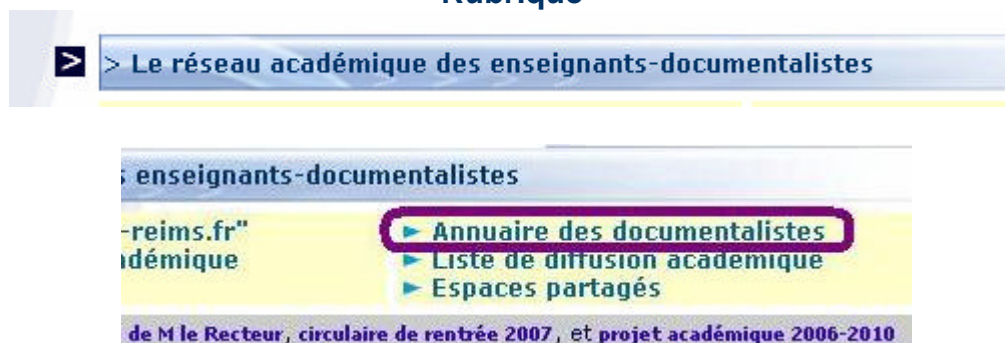 Rubrique
> > Le réseau académique des enseignants-documentalistes
s enseignants-documentalistes
-reims.fr" ► Annuaire des documentalistes
démique ► Liste de diffusion académique
► Espaces partagés
de M le Recteur, circulaire de rentrée 2007, et projet académique 2006-2010